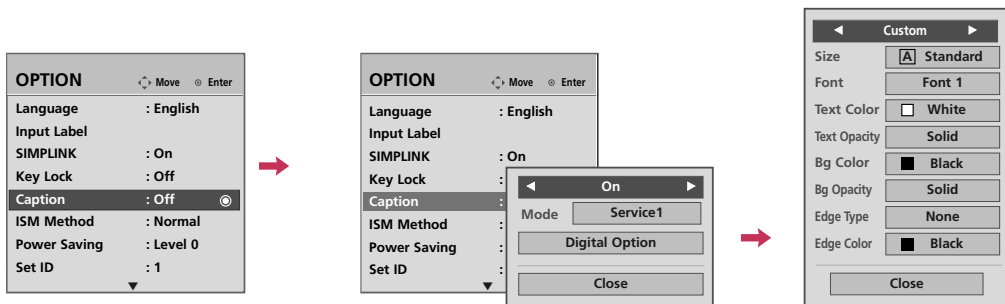 OPTION Move Enter
Language : English
Input Label
SIMPLINK : On
Key Lock : Off
Caption : Off
ISM Method : Normal
Power Saving : Level 0
Set ID : 1
OPTION Move Enter
Language : English
Input Label
SIMPLINK : On
Key Lock :
Caption :
ISM Method :
Power Saving :
Set ID :
On
Mode Service1
Digital Option
Close
Custom
Size A Standard
Font Font 1
Text Color White
Text Opacity Solid
Bg Color Black
Bg Opacity Solid
Edge Type None
Edge Color Black
Close